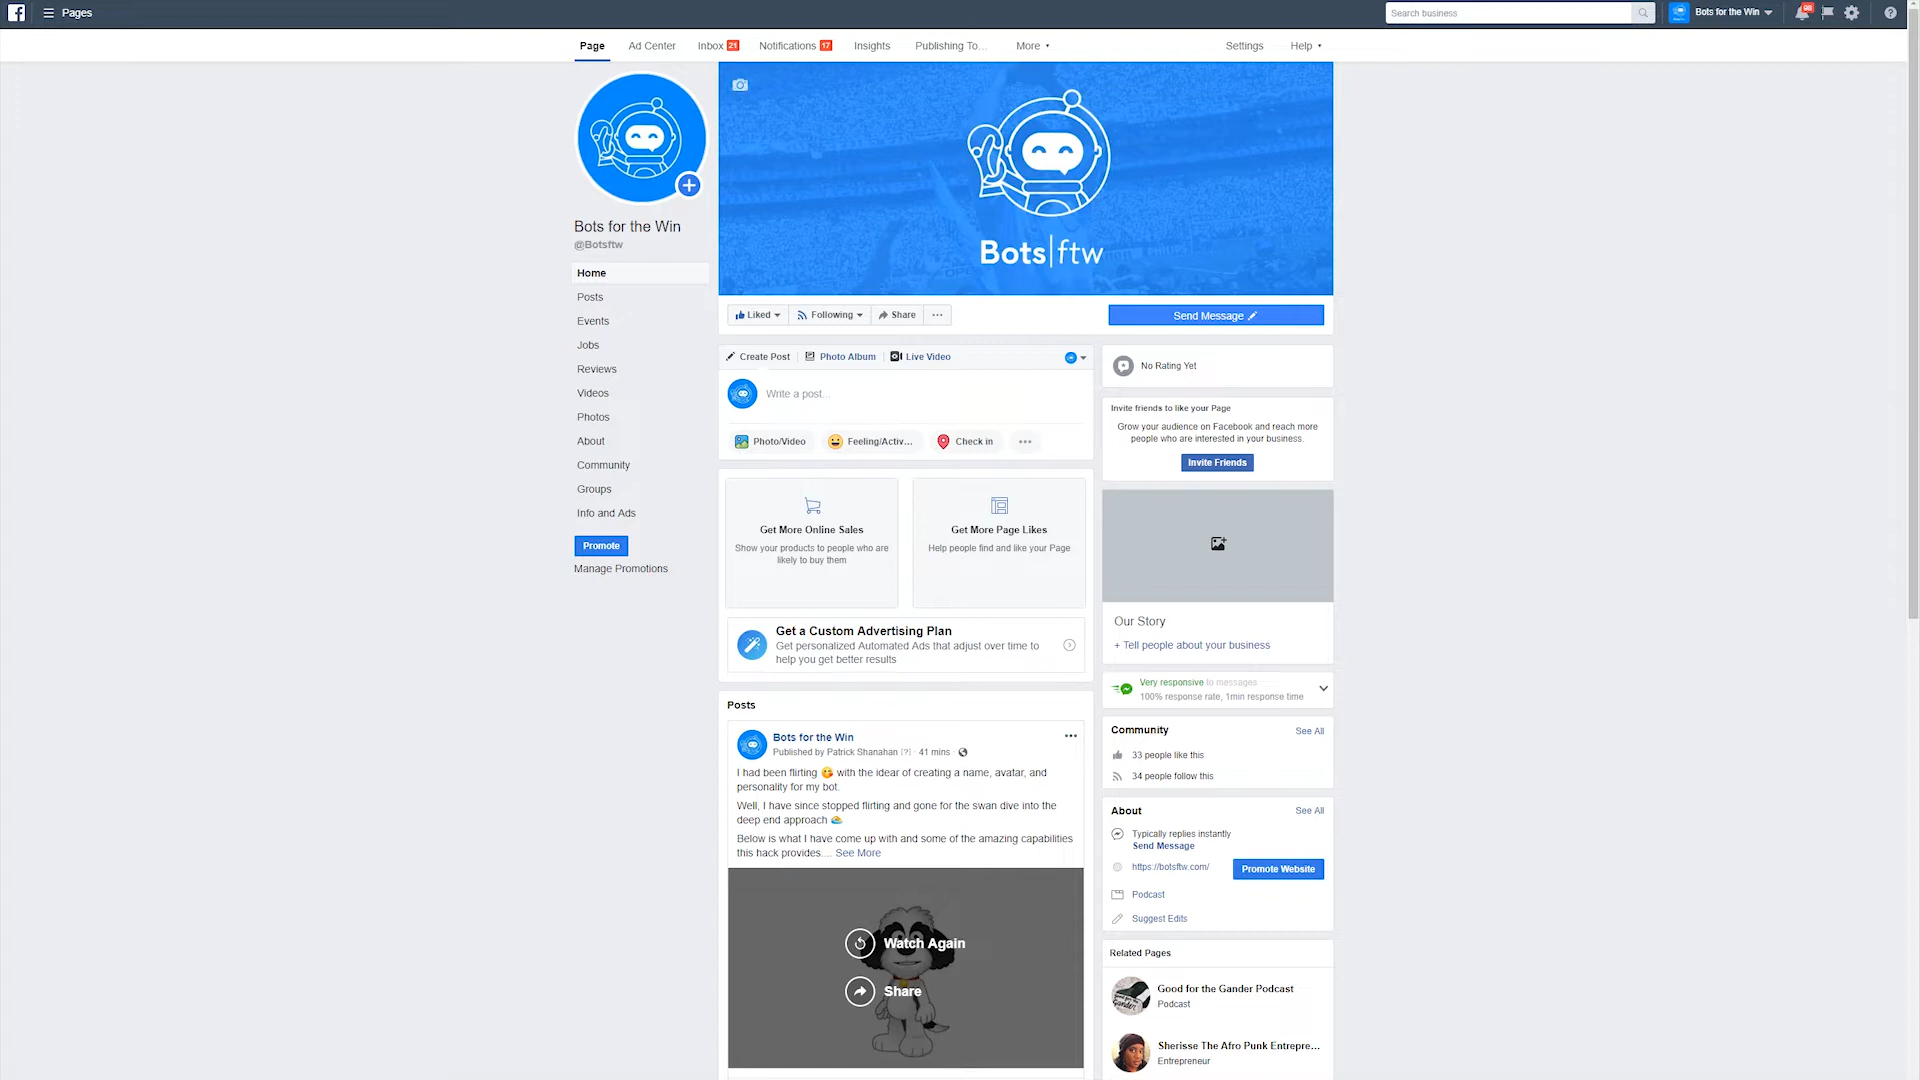 Pages
Search business
Bots for the Win
98
Page
Ad Center
Inbox 21
Notifications 17
Insights
Publishing To...
More
Settings
Help
Bots for the Win
@Botsftw
Home
Posts
Events
Jobs
Reviews
Videos
Photos
About
Community
Groups
Info and Ads
Promote
Manage Promotions
Bots|ftw
Liked
Following
Share
Send Message
Create Post
Photo Album
Live Video
Write a post...
Photo/Video
Feeling/Activ...
Check in
Get More Online Sales
Show your products to people who are
likely to buy them
Get More Page Likes
Help people find and like your Page
Get a Custom Advertising Plan
Get personalized Automated Ads that adjust over time to
help you get better results
Posts
Bots for the Win
Published by Patrick Shanahan [?] · 41 mins ·
I had been flirting 😘 with the idear of creating a name, avatar, and
personality for my bot.
Well, I have since stopped flirting and gone for the swan dive into the
deep end approach 🏊
Below is what I have come up with and some of the amazing capabilities
this hack provides.... See More
Watch Again
Share
No Rating Yet
Invite friends to like your Page
Grow your audience on Facebook and reach more
people who are interested in your business.
Invite Friends
Our Story
+ Tell people about your business
Very responsive to messages
100% response rate, 1min response time
Community
See All
33 people like this
34 people follow this
About
See All
Typically replies instantly
Send Message
https://botsftw.com/
Promote Website
Podcast
Suggest Edits
Related Pages
Good for the Gander Podcast
Podcast
Sherisse The Afro Punk Entrepre...
Entrepreneur